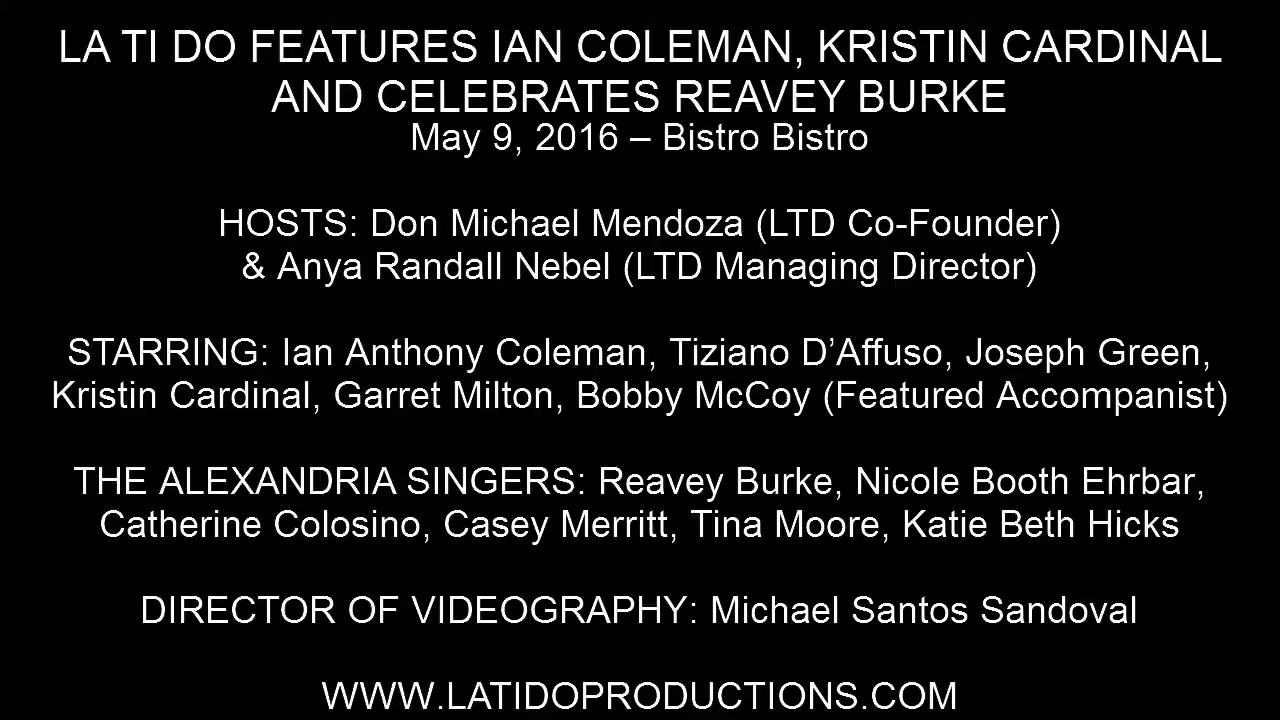 LA TI DO FEATURES IAN COLEMAN, KRISTIN CARDINAL
AND CELEBRATES REAVEY BURKE
May 9, 2016 – Bistro Bistro
HOSTS: Don Michael Mendoza (LTD Co-Founder)
& Anya Randall Nebel (LTD Managing Director)
STARRING: Ian Anthony Coleman, Tiziano D’Affuso, Joseph Green,
Kristin Cardinal, Garret Milton, Bobby McCoy (Featured Accompanist)
THE ALEXANDRIA SINGERS: Reavey Burke, Nicole Booth Ehrbar,
Catherine Colosino, Casey Merritt, Tina Moore, Katie Beth Hicks
DIRECTOR OF VIDEOGRAPHY: Michael Santos Sandoval
WWW.LATIDOPRODUCTIONS.COM